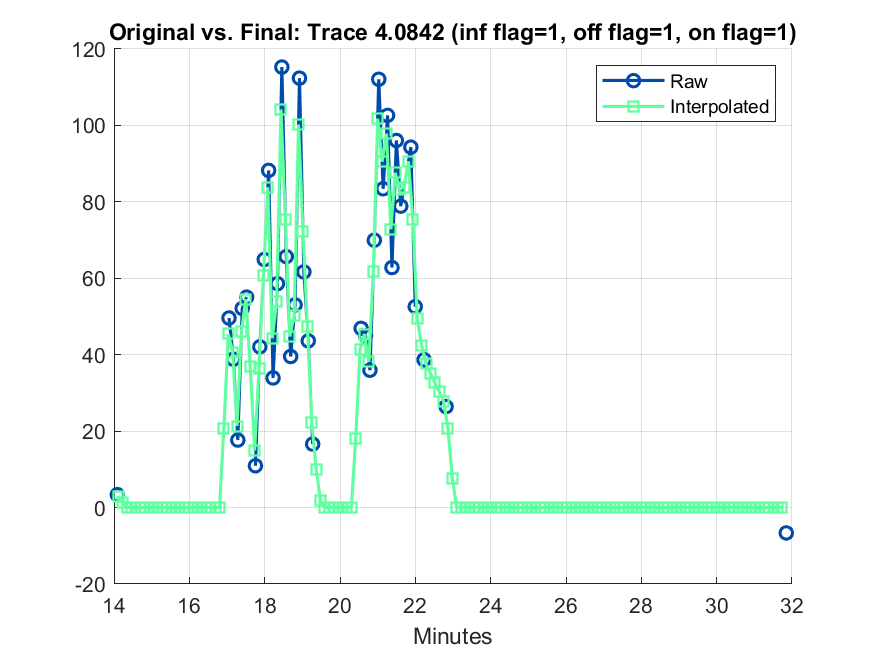 Original vs. Final: Trace 4.0842 (inf flag=1, off flag=1, on flag=1)
120
100
80
60
40
20
0
-20
Raw
Interpolated
14 16 18 20 22 24 26 28 30 32
Minutes